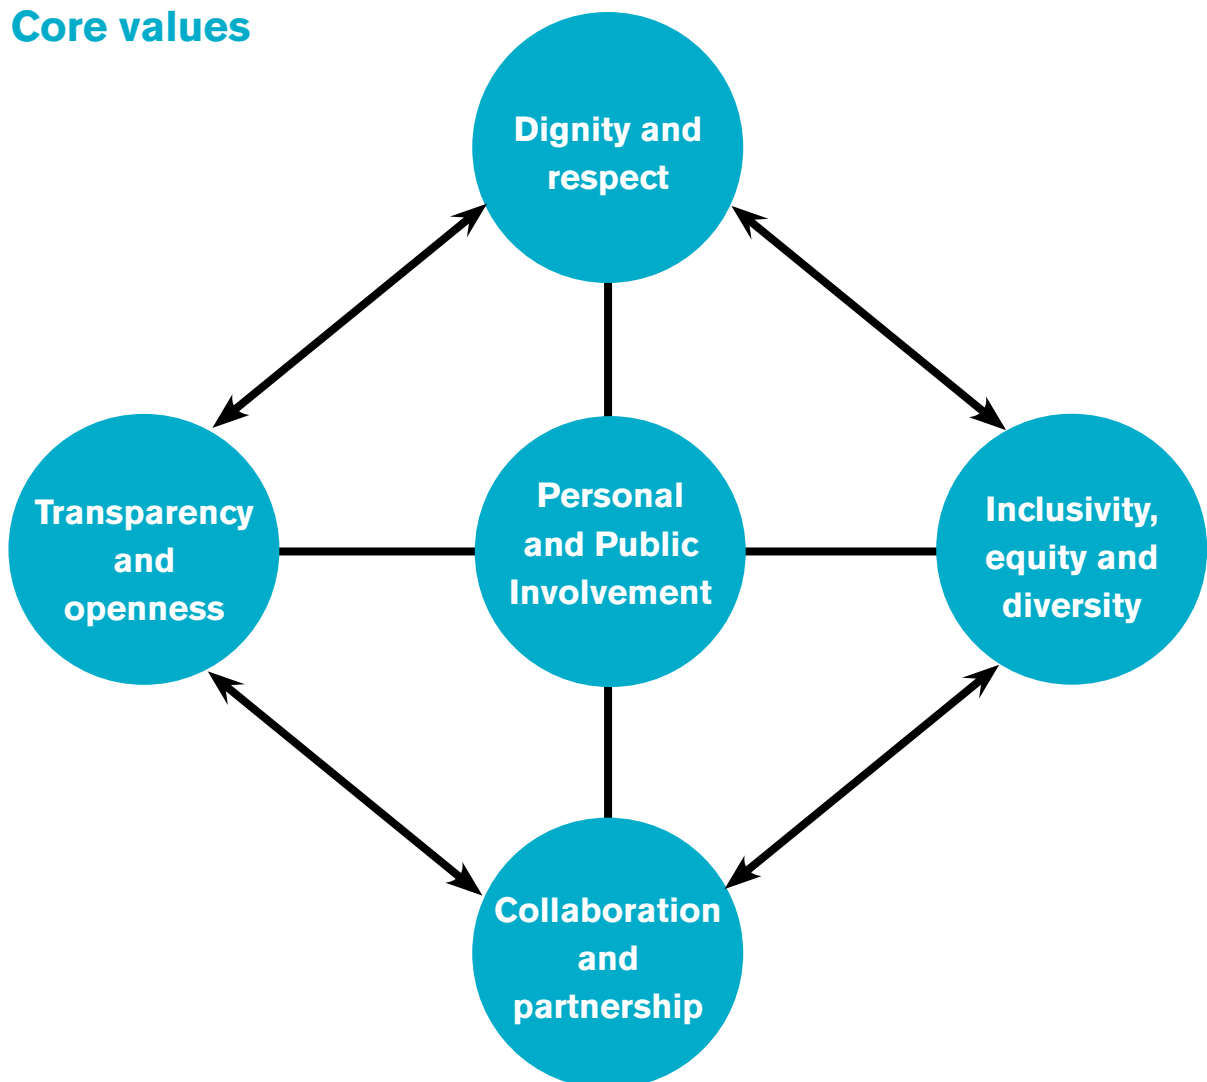 Core values
Dignity and
respect
Transparency
and
openness
Personal
and Public
Involvement
Inclusivity,
equity and
diversity
Collaboration
and
partnership